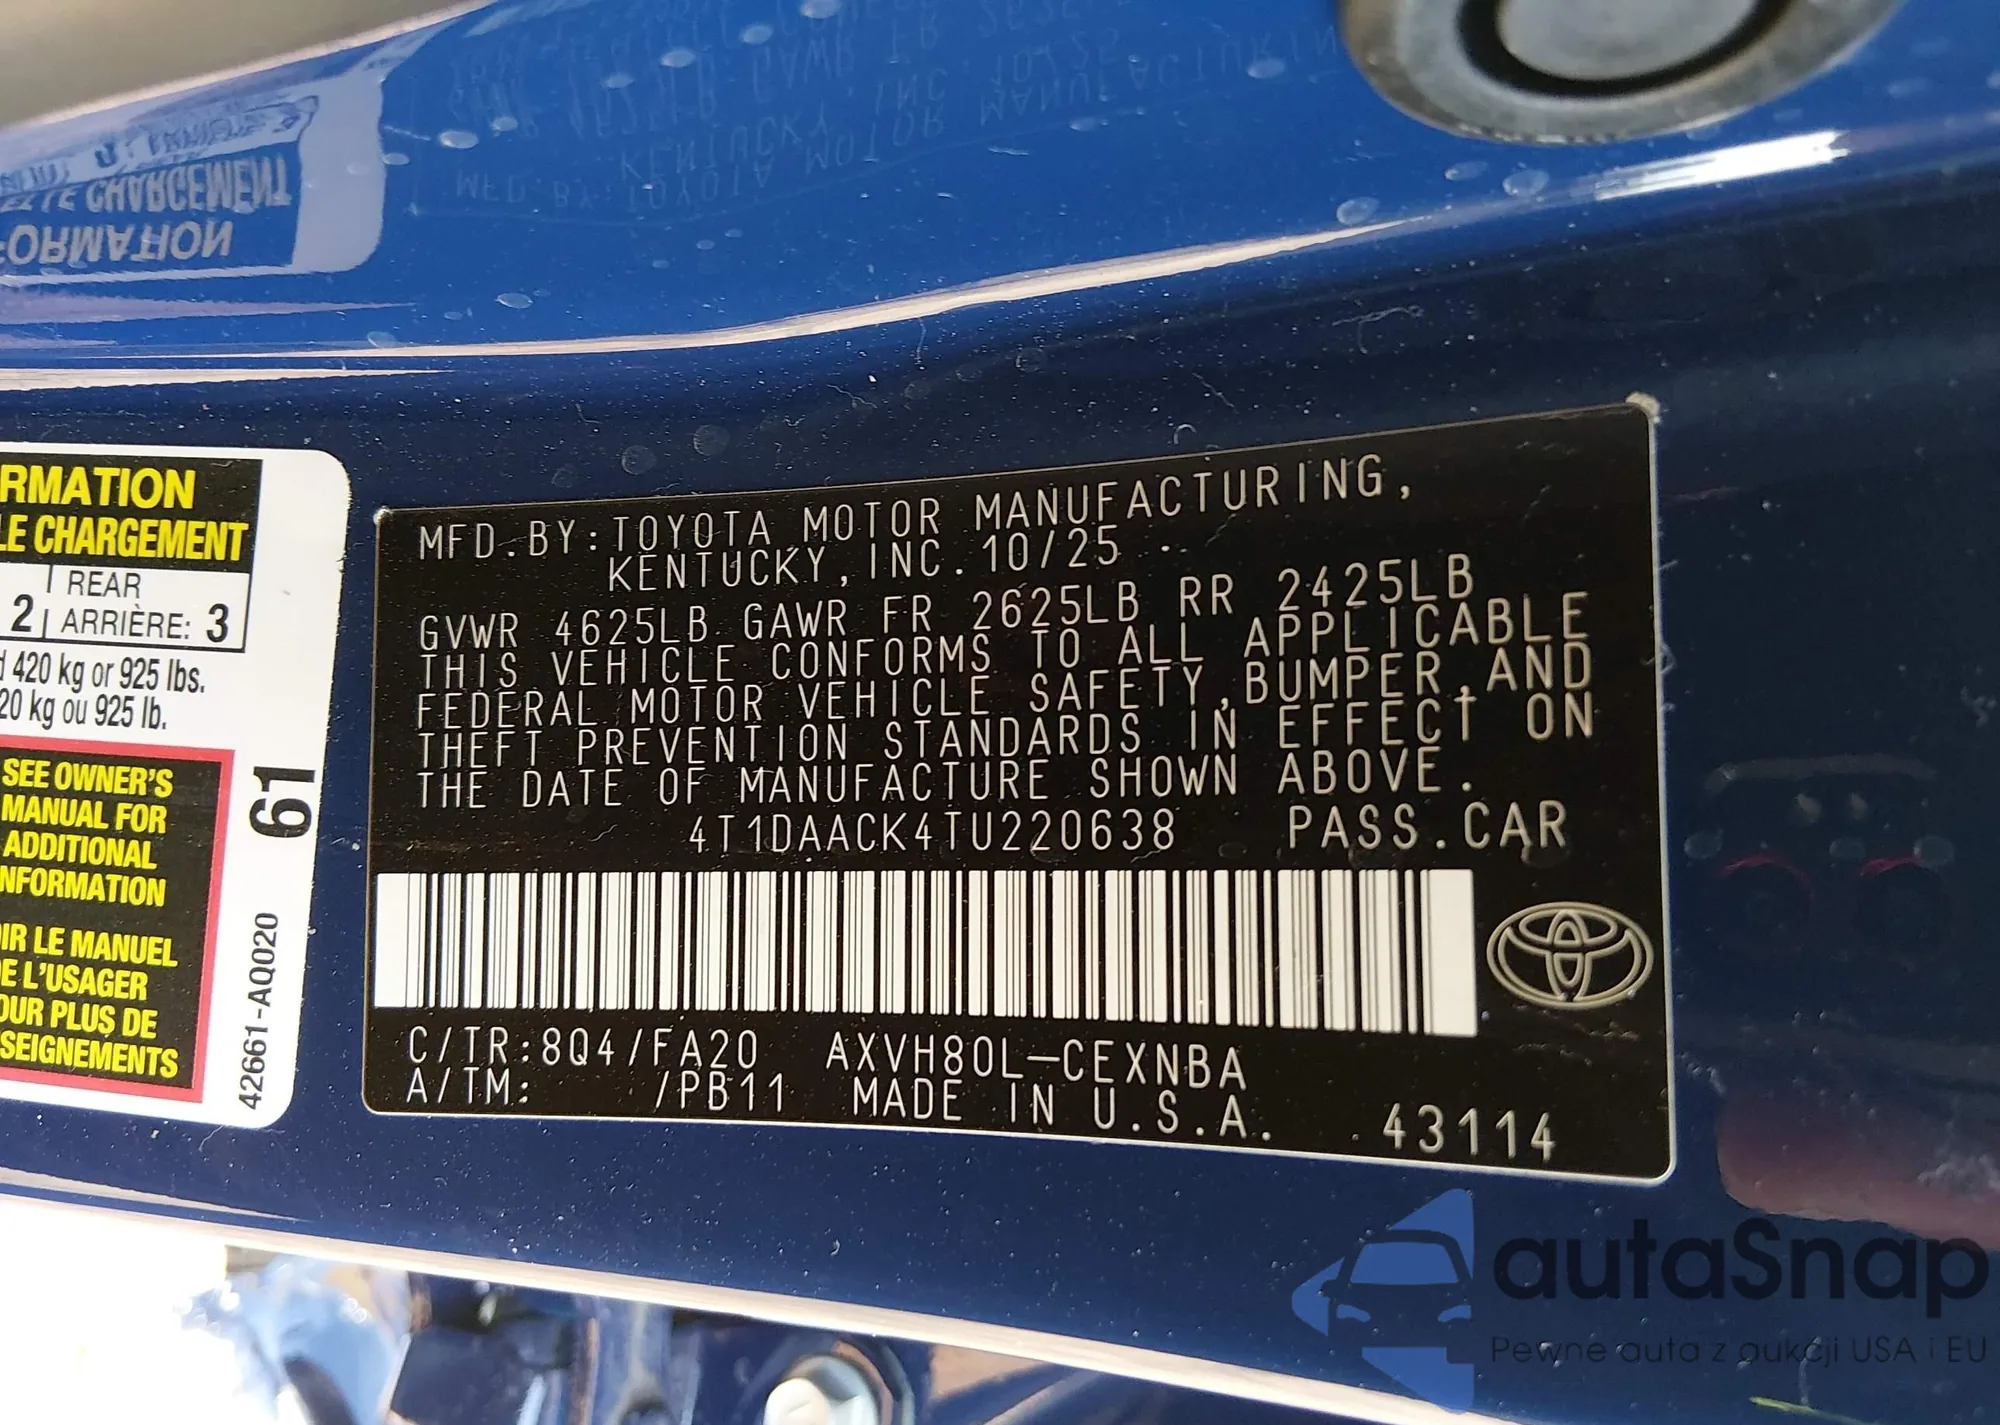 RMATION
LE CHARGEMENT
REAR
2 ARRIÈRE: 3
420 kg or 925 lbs.
20 kg ou 925 lb.
SEE OWNER'S
MANUAL FOR
ADDITIONAL
NFORMATION
IR LE MANUEL
E L'USAGER
OUR PLUS DE
SEIGNEMENTS
61
42661-AQ020
MFD.BY:TOYOTA MOTOR MANUFACTURING,
KENTUCKY,INC.10/25
GVWR 4625LB GAWR FR 2625LB RR 2425LB
THIS VEHICLE CONFORMS TO ALL APPLICABLE
FEDERAL MOTOR VEHICLE SAFETY,BUMPER,AND
THEFT PREVENTION STANDARDS IN EFFECT ON
THE DATE OF MANUFACTURE SHOWN ABOVE.
4T1DAACK4TU220638 PASS.CAR
C/TR:8Q4/FA20 AXVH80L-CEXNBA
A/TM: /PB11 MADE IN U.S.A. 43114
autaSnap
Pewne auta z aukcji USA i EU